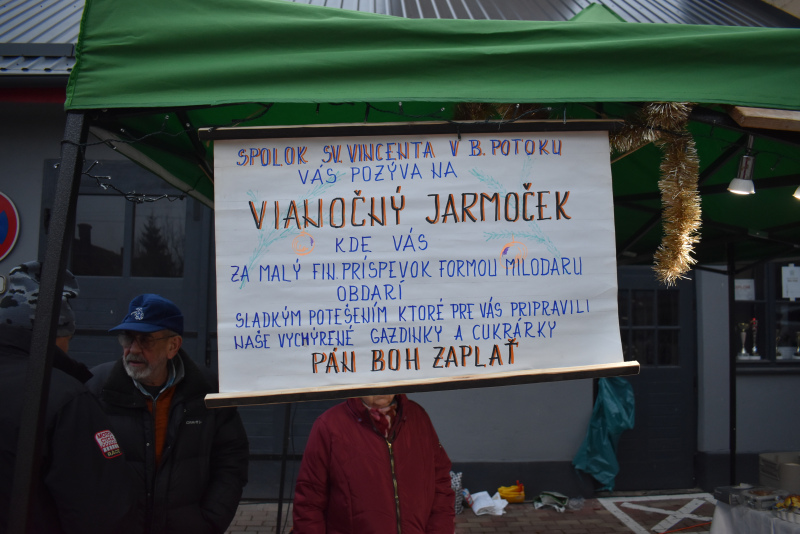 SPOLOK SV. VINCENTA V B. POTOKU
VÁS POZÝVA NA
VIANOČNÝ JARMOČEK
KDE VÁS
ZA MALÝ FIN. PRÍSPEVOK FORMOU MILODARU
OBDARÍ
SLADKÝM POTEŠENÍM KTORÉ PRE VÁS PRIPRAVILI
NAŠE VYCHÝRENÉ GAZDINKY A CUKRÁRKY
PÁN BOH ZAPLAŤ